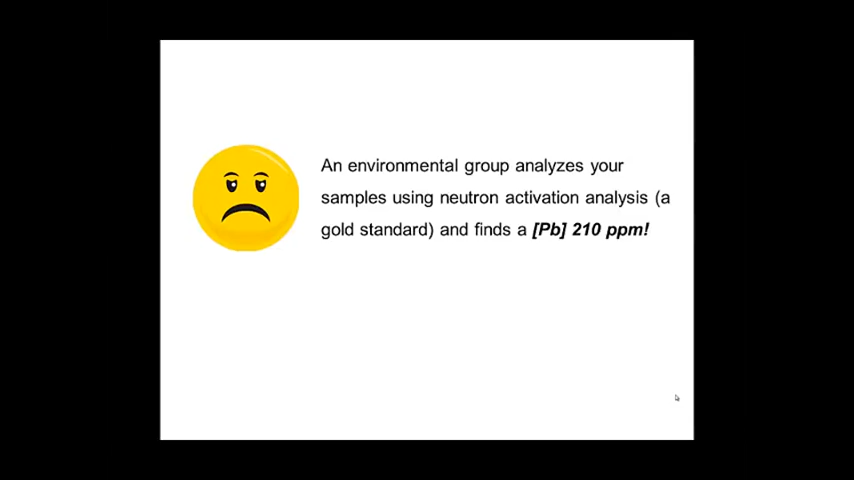 An environmental group analyzes your
samples using neutron activation analysis (a
gold standard) and finds a [Pb] 210 ppm!